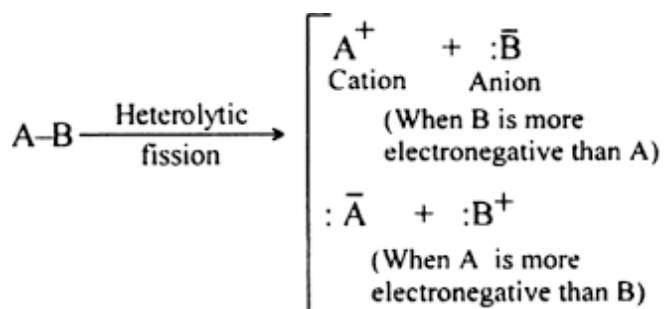 A–B Heterolytic fission
A⁺ + :B̄
Cation Anion
(When B is more
electronegative than A)
: Ā + :B⁺
(When A is more
electronegative than B)